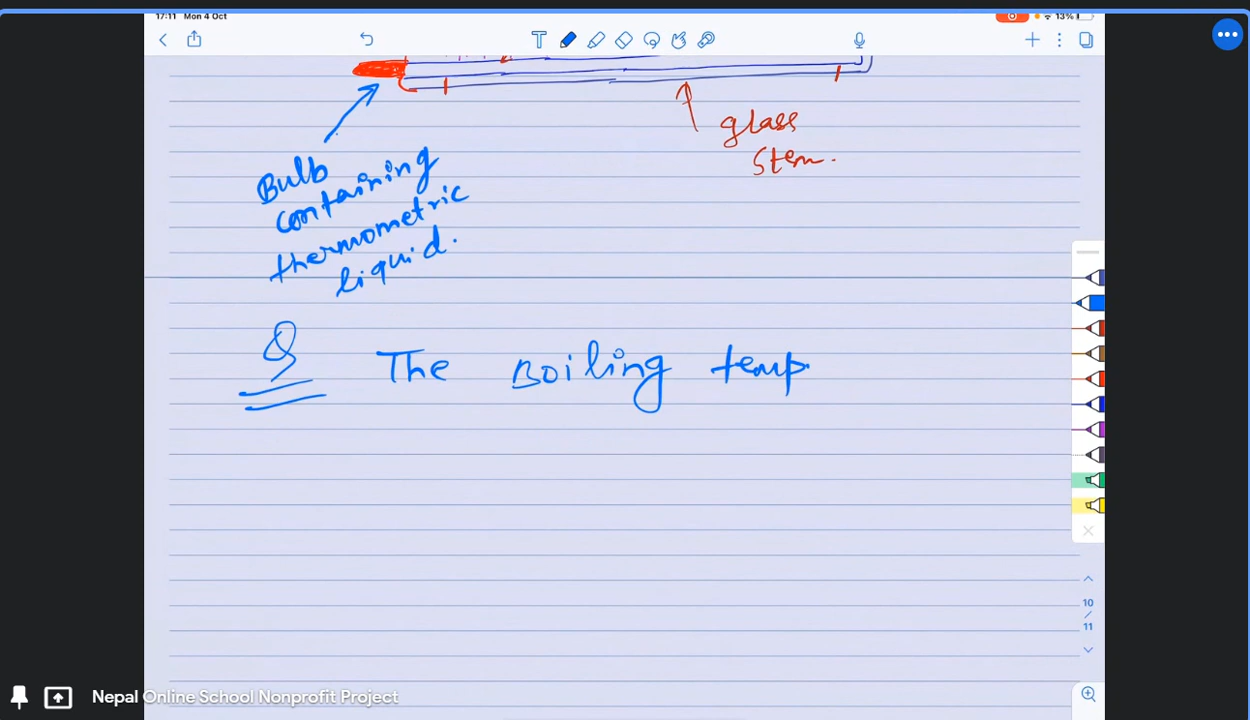 17:11 Mon 4 Oct
13%
T
glass
stem.
Bulb
containing
thermometric
liquid.
Q The Boiling temp
10
/
11
Nepal Online School Nonprofit Project